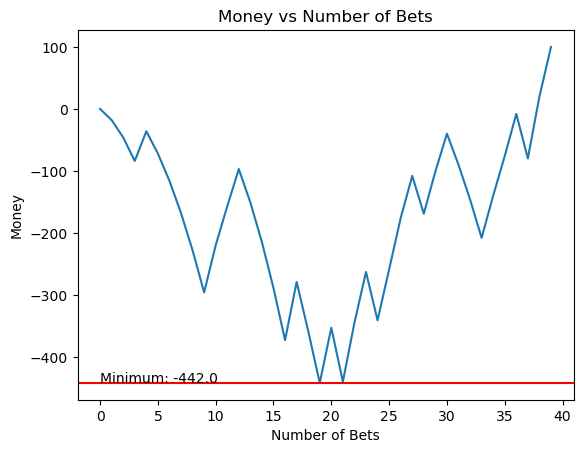 Money vs Number of Bets
100
0
−100
−200
−300
−400
Money
Minimum: -442.0
0 5 10 15 20 25 30 35 40
Number of Bets